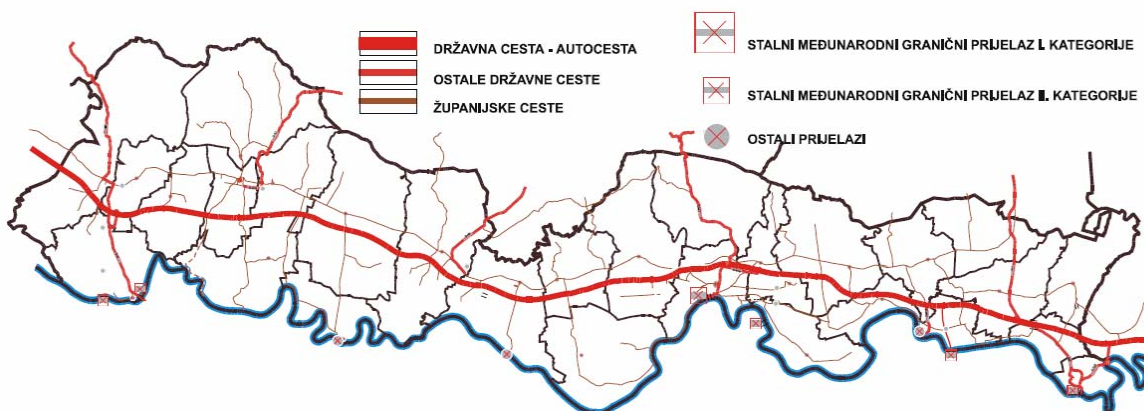 DRŽAVNA CESTA - AUTOCESTA
OSTALE DRŽAVNE CESTE
ŽUPANIJSKE CESTE
STALNI MEĐUNARODNI GRANIČNI PRIJELAZ I. KATEGORIJE
STALNI MEĐUNARODNI GRANIČNI PRIJELAZ II. KATEGORIJE
OSTALI PRIJELAZI